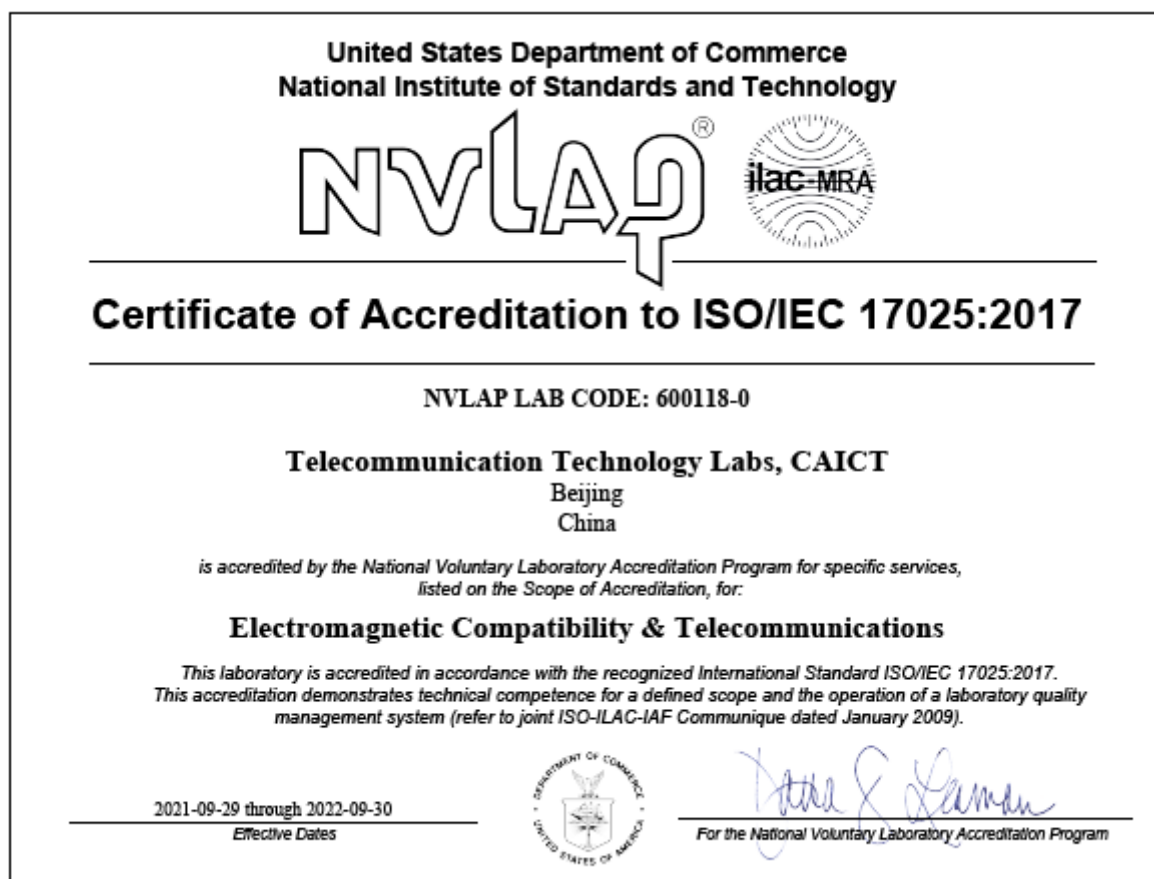 United States Department of Commerce
National Institute of Standards and Technology
NVLAP®
ilac-MRA
Certificate of Accreditation to ISO/IEC 17025:2017
NVLAP LAB CODE: 600118-0
Telecommunication Technology Labs, CAICT
Beijing
China
is accredited by the National Voluntary Laboratory Accreditation Program for specific services,
listed on the Scope of Accreditation, for:
Electromagnetic Compatibility & Telecommunications
This laboratory is accredited in accordance with the recognized International Standard ISO/IEC 17025:2017.
This accreditation demonstrates technical competence for a defined scope and the operation of a laboratory quality
management system (refer to joint ISO-ILAC-IAF Communique dated January 2009).
2021-09-29 through 2022-09-30
Effective Dates
DEPARTMENT OF COMMERCE
UNITED STATES OF AMERICA
For the National Voluntary Laboratory Accreditation Program